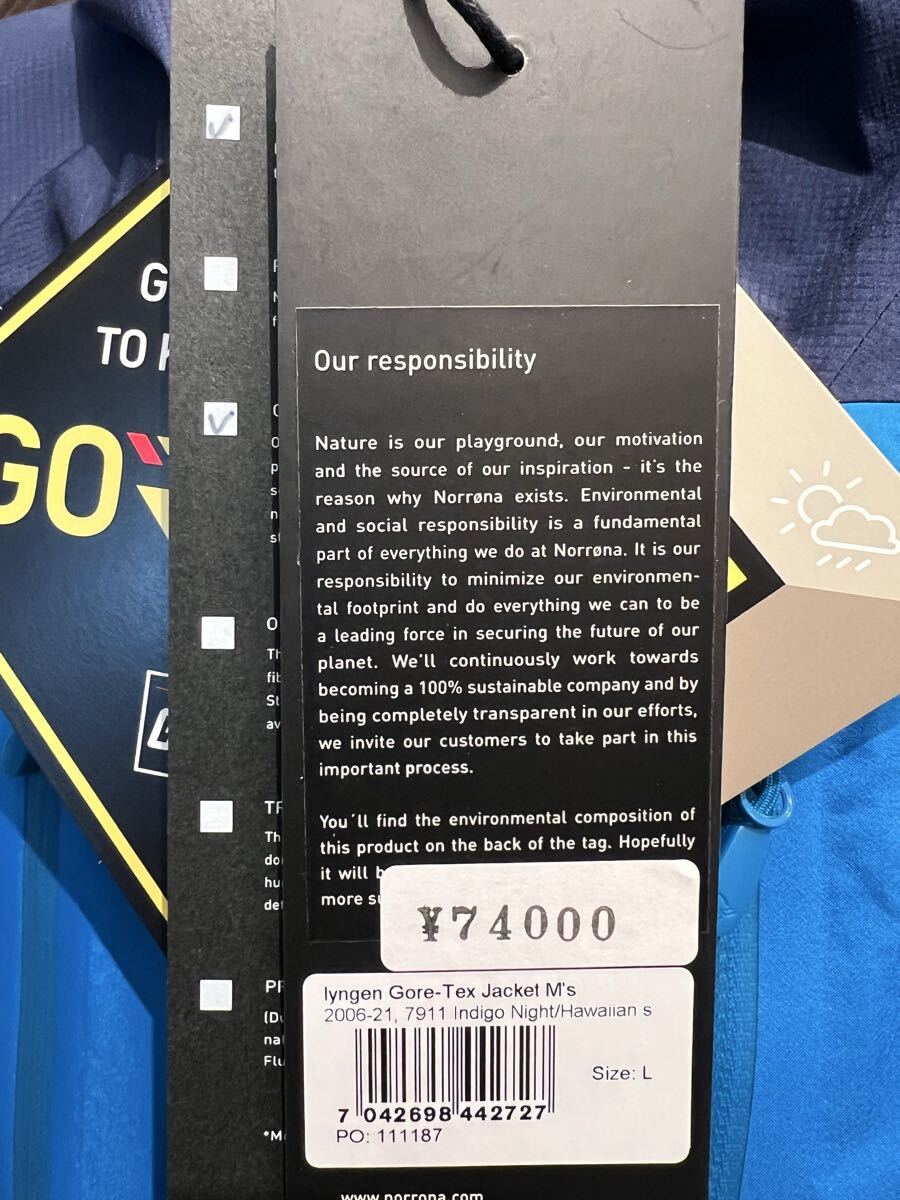 Our responsibility
Nature is our playground, our motivation
and the source of our inspiration - it's the
reason why Norrøna exists. Environmental
and social responsibility is a fundamental
part of everything we do at Norrøna. It is our
responsibility to minimize our environmen-
tal footprint and do everything we can to be
a leading force in securing the future of our
planet. We'll continuously work towards
becoming a 100% sustainable company and by
being completely transparent in our efforts,
we invite our customers to take part in this
important process.
You´ll find the environmental composition of
this product on the back of the tag. Hopefully
it will
more
¥74000
lyngen Gore-Tex Jacket M's
2006-21, 7911 Indigo Night/Hawaiian s
Size: L
7 042698 442727
PO: 111187
www.norrona.com
TO
GO